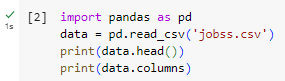 [2] import pandas as pd
data = pd.read_csv('jobss.csv')
1s
print(data.head())
print(data.columns)